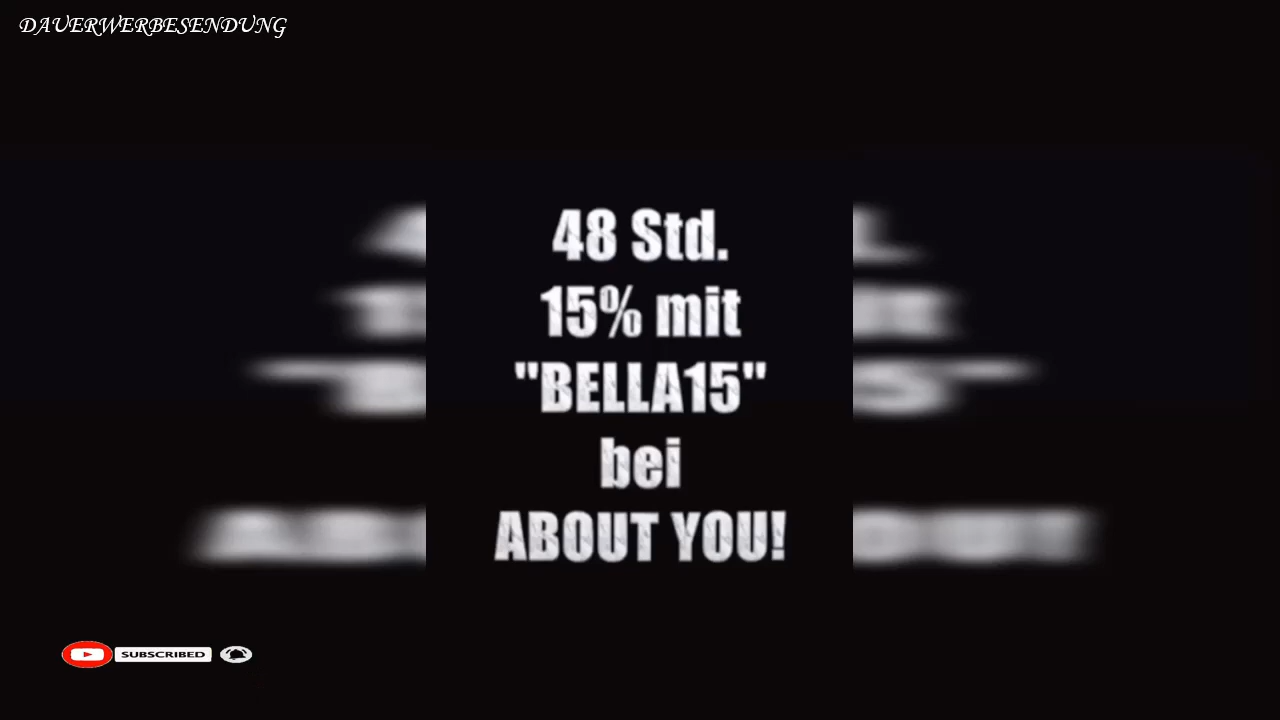 DAUERWERBESENDUNG
48 Std.
15% mit
"BELLA15"
bei
ABOUT YOU!
SUBSCRIBED